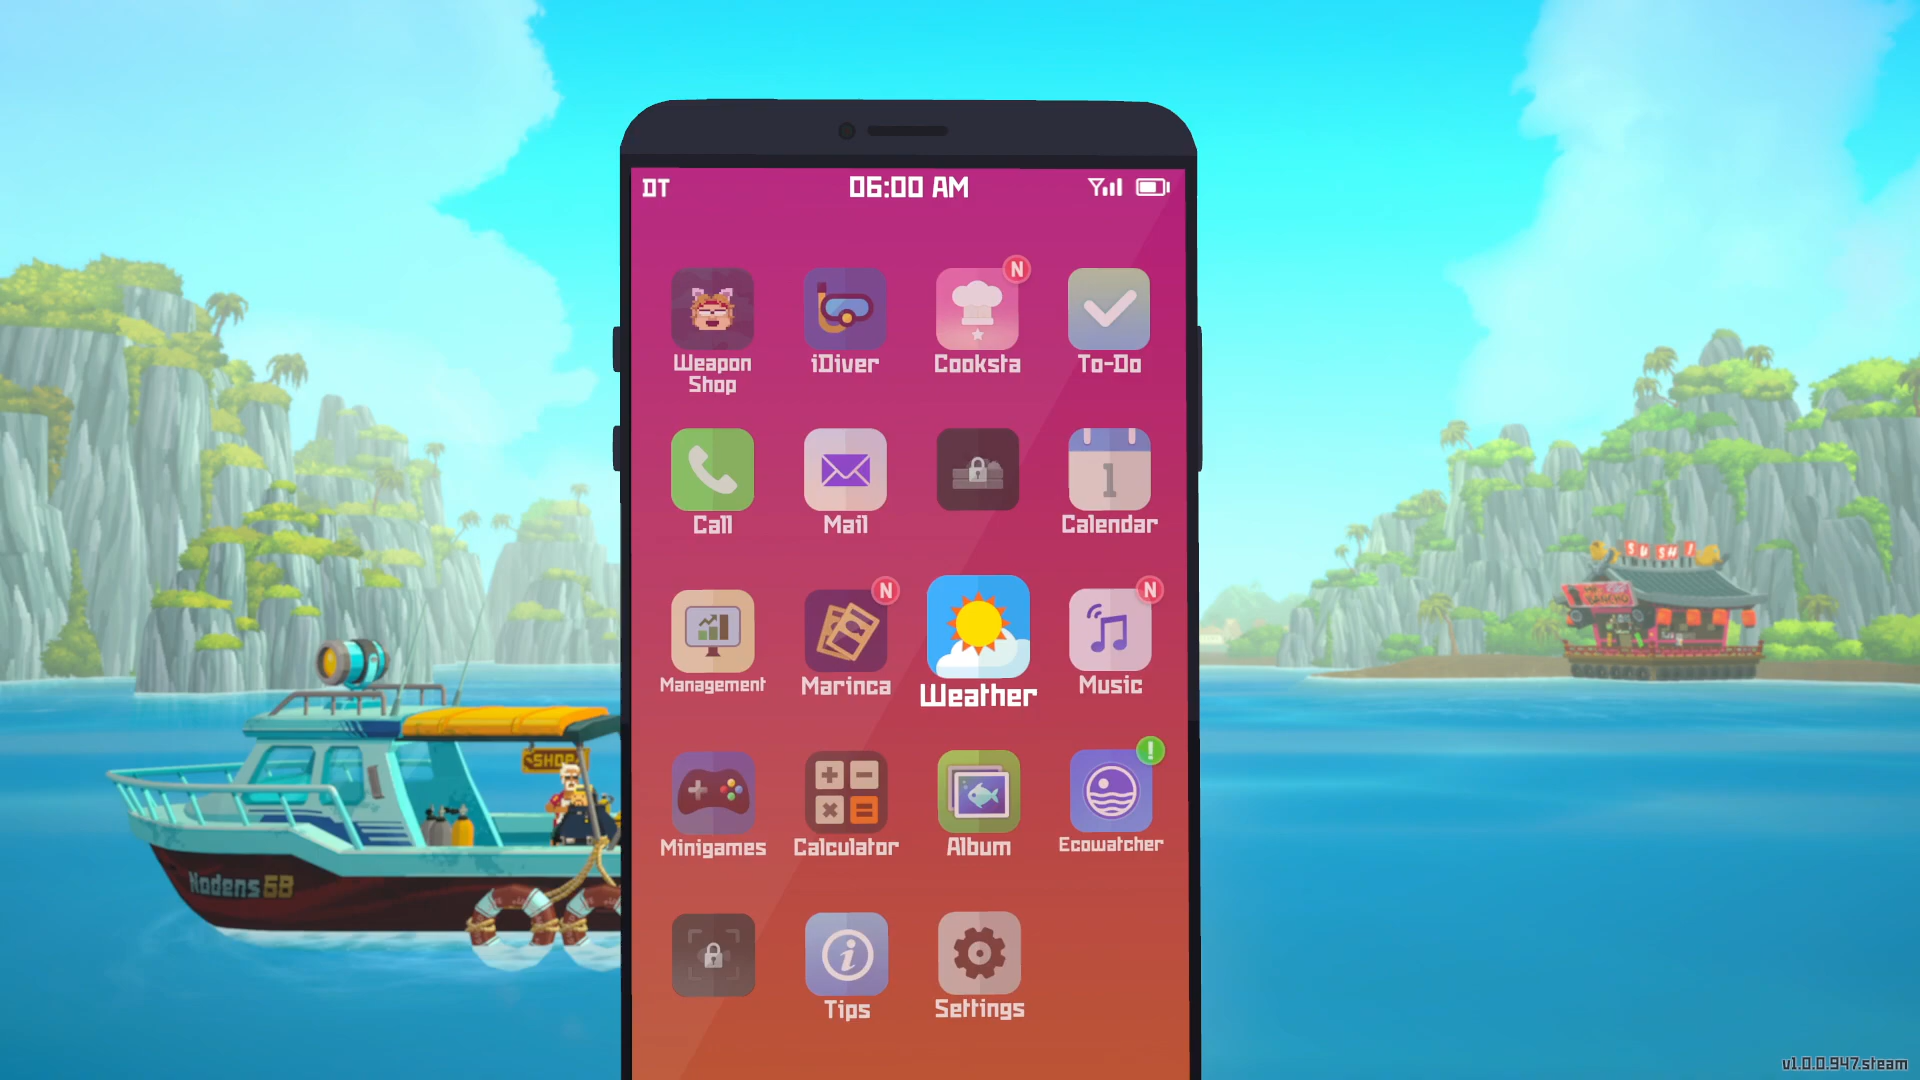 DT
06:00 AM
N
Weapon
Shop
iDiver
Cooksta
To-Do
1
Call
Mail
Calendar
N
N
Management
Marinca
Weather
Music
!
Minigames
Calculator
Album
Ecowatcher
Tips
Settings
SHOP
Nodens68
SUSHI
v1.0.0.947.steam